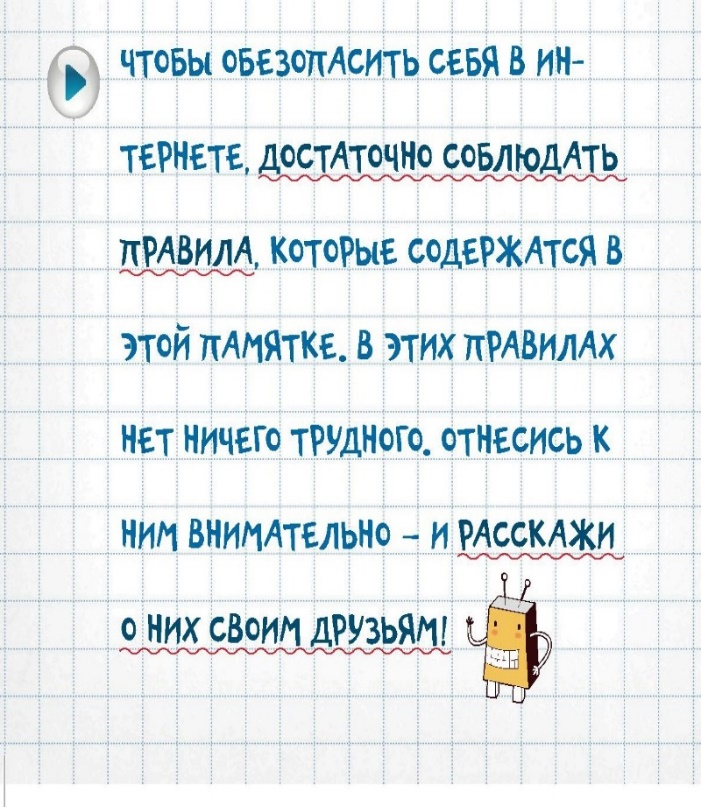 ЧТОБЫ ОБЕЗОПАСИТЬ СЕБЯ В ИН-
ТЕРНЕТЕ, ДОСТАТОЧНО СОБЛЮДАТЬ
ПРАВИЛА, КОТОРЫЕ СОДЕРЖАТСЯ В
ЭТОЙ ПАМЯТКЕ. В ЭТИХ ПРАВИЛАХ
НЕТ НИЧЕГО ТРУДНОГО. ОТНЕСИСЬ К
НИМ ВНИМАТЕЛЬНО – И РАССКАЖИ
О НИХ СВОИМ ДРУЗЬЯМ!